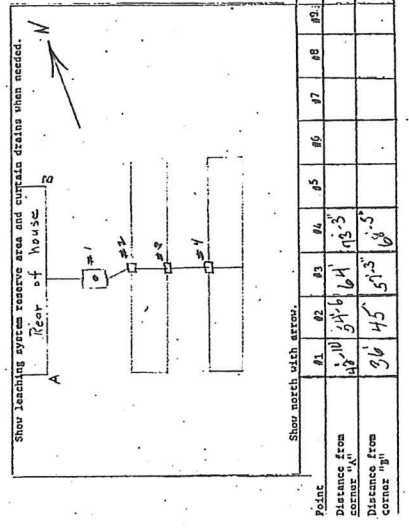 Show leaching system reserve area and curtain drains when needed.
N
Rear of house
A
B
#1
#2
#3
#4
Show north with arrow.
Point #1 #2 #3 #4 #5 #6 #7 #8 #9
Distance from corner "A" 42'-10" 54'-6 64' 73'-3"
Distance from corner "B" 36' 45' 57'-3" 68'-5"